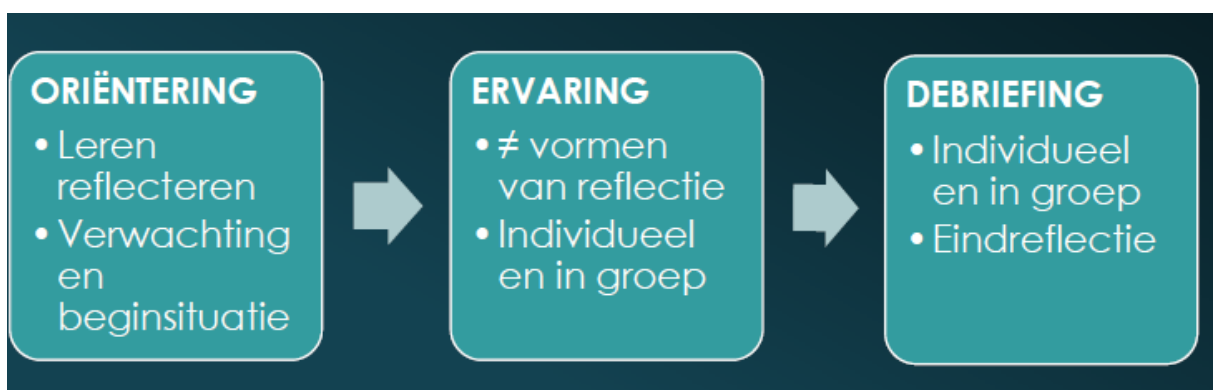 ORIËNTERING
• Leren
reflecteren
• Verwachting
en
beginsituatie
ERVARING
• ≠ vormen
van reflectie
• Individueel
en in groep
DEBRIEFING
• Individueel
en in groep
• Eindreflectie